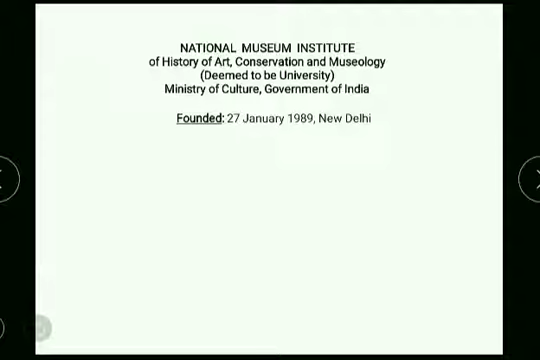 NATIONAL MUSEUM INSTITUTE
of History of Art, Conservation and Museology
(Deemed to be University)
Ministry of Culture, Government of India
Founded: 27 January 1989, New Delhi